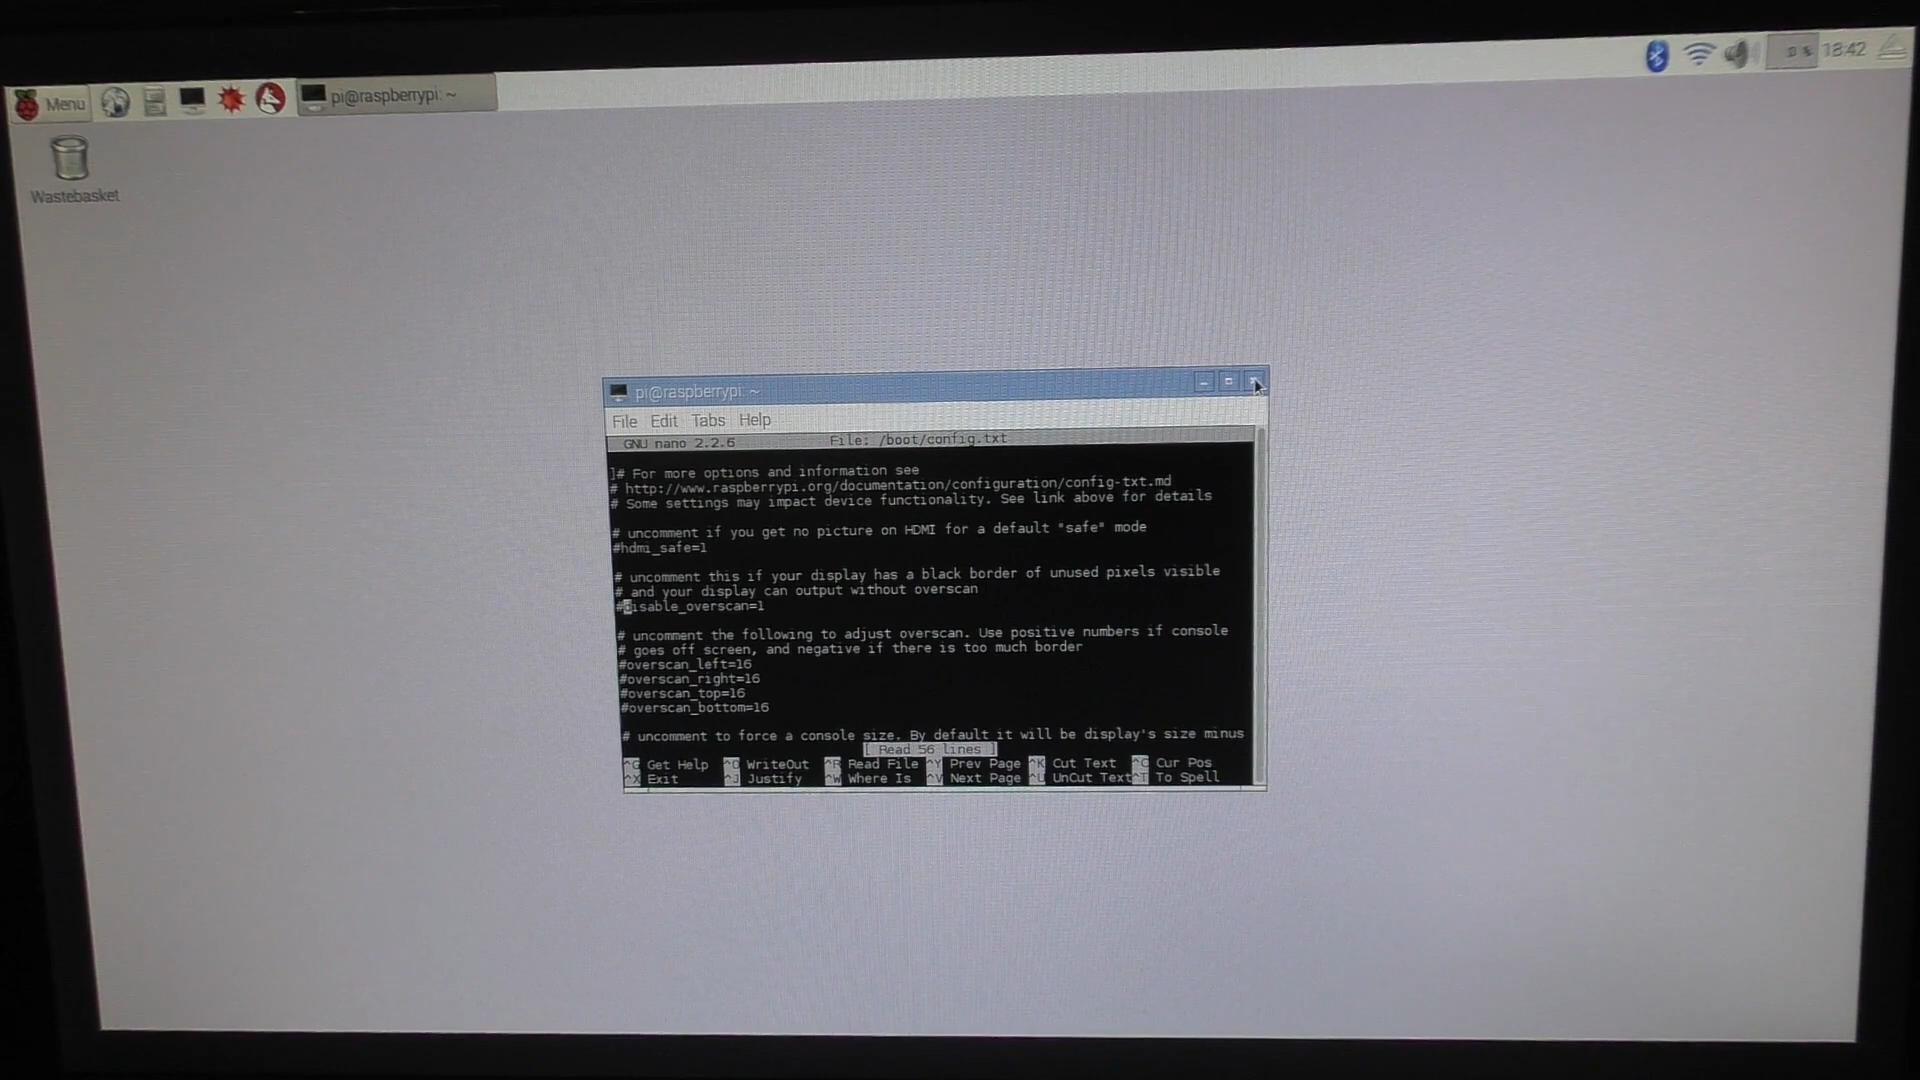 Menu
pi@raspberrypi: ~
18:42
Wastebasket
pi@raspberrypi: ~
File Edit Tabs Help
GNU nano 2.2.6 File: /boot/config.txt
]# For more options and information see
# http://www.raspberrypi.org/documentation/configuration/config-txt.md
# Some settings may impact device functionality. See link above for details
# uncomment if you get no picture on HDMI for a default "safe" mode
#hdmi_safe=1
# uncomment this if your display has a black border of unused pixels visible
# and your display can output without overscan
#disable_overscan=1
# uncomment the following to adjust overscan. Use positive numbers if console
# goes off screen, and negative if there is too much border
#overscan_left=16
#overscan_right=16
#overscan_top=16
#overscan_bottom=16
# uncomment to force a console size. By default it will be display's size minus
[ Read 56 lines ]
^G Get Help ^O WriteOut ^R Read File ^Y Prev Page ^K Cut Text ^C Cur Pos
^X Exit ^J Justify ^W Where Is ^V Next Page ^U UnCut Text ^T To Spell